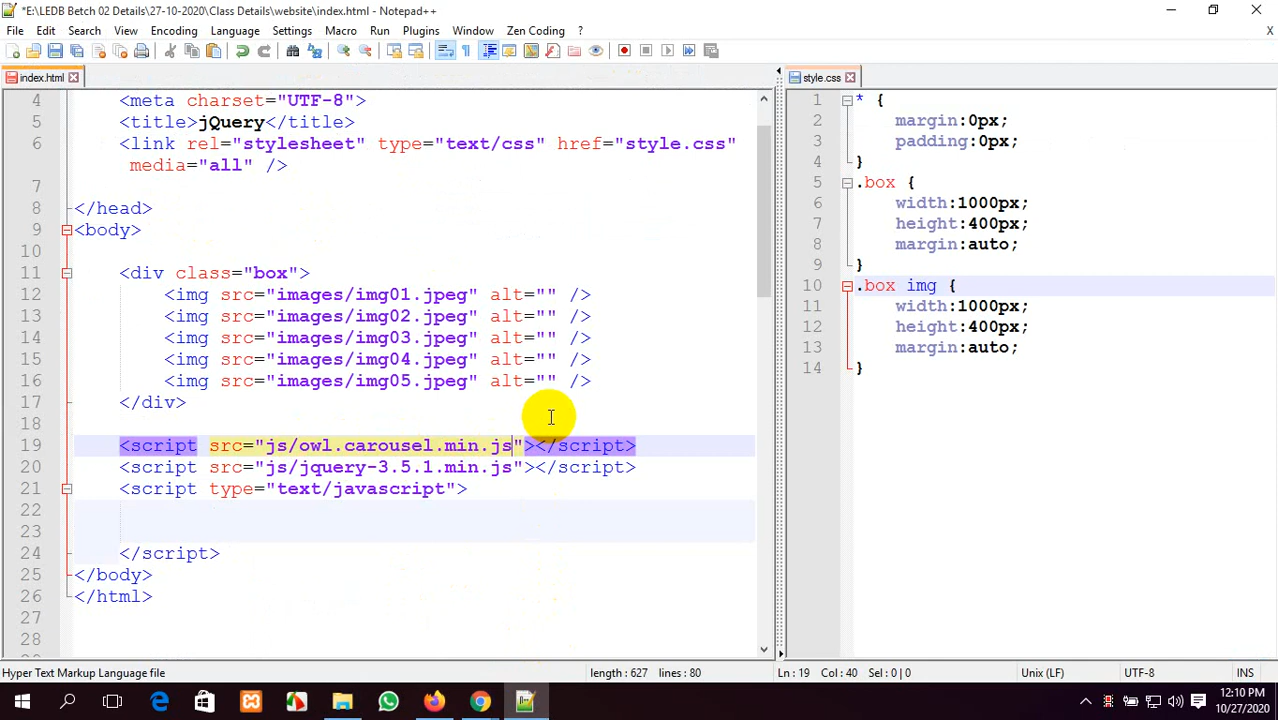 *E:\LEDB Betch 02 Details\27-10-2020\Class Details\website\index.html - Notepad++
File Edit Search View Encoding Language Settings Macro Run Plugins Window Zen Coding ? X
index.html
4 <meta charset="UTF-8">
5 <title>jQuery</title>
6 <link rel="stylesheet" type="text/css" href="style.css"
media="all" />
7
8 </head>
9 <body>
10
11 <div class="box">
12 <img src="images/img01.jpeg" alt="" />
13 <img src="images/img02.jpeg" alt="" />
14 <img src="images/img03.jpeg" alt="" />
15 <img src="images/img04.jpeg" alt="" />
16 <img src="images/img05.jpeg" alt="" />
17 </div>
18
19 <script src="js/owl.carousel.min.js"></script>
20 <script src="js/jquery-3.5.1.min.js"></script>
21 <script type="text/javascript">
22
23
24 </script>
25 </body>
26 </html>
27
28
style.css
1 * {
2 margin:0px;
3 padding:0px;
4 }
5 .box {
6 width:1000px;
7 height:400px;
8 margin:auto;
9 }
10 .box img {
11 width:1000px;
12 height:400px;
13 margin:auto;
14 }
Hyper Text Markup Language file length : 627 lines : 80 Ln : 19 Col : 40 Sel : 0 | 0 Unix (LF) UTF-8 INS
12:10 PM
10/27/2020